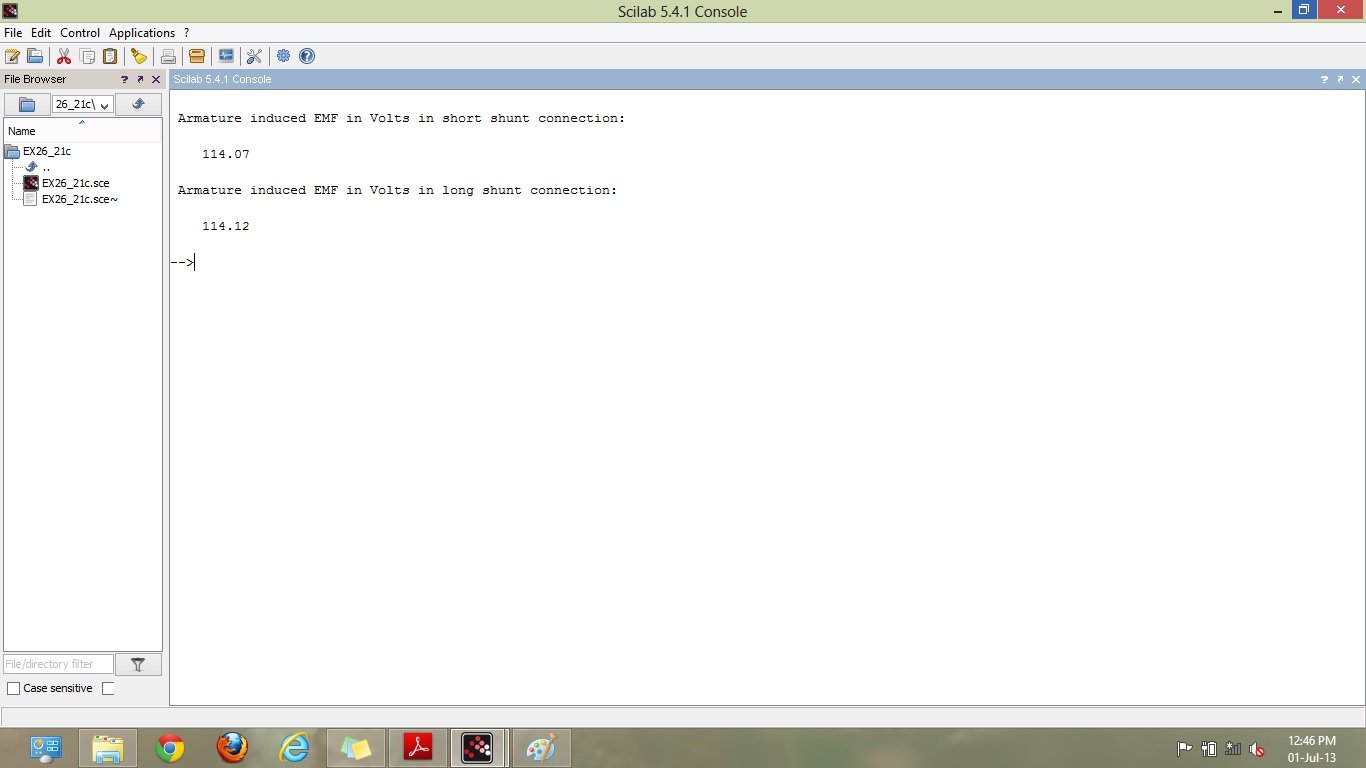 Scilab 5.4.1 Console
File Edit Control Applications ?
File Browser ? 
Scilab 5.4.1 Console ?
26_21c\
Name
EX26_21c
..
EX26_21c.sce
EX26_21c.sce~
Armature induced EMF in Volts in short shunt connection:
114.07
Armature induced EMF in Volts in long shunt connection:
114.12
-->
File/directory filter
Case sensitive
12:46 PM
01-Jul-13